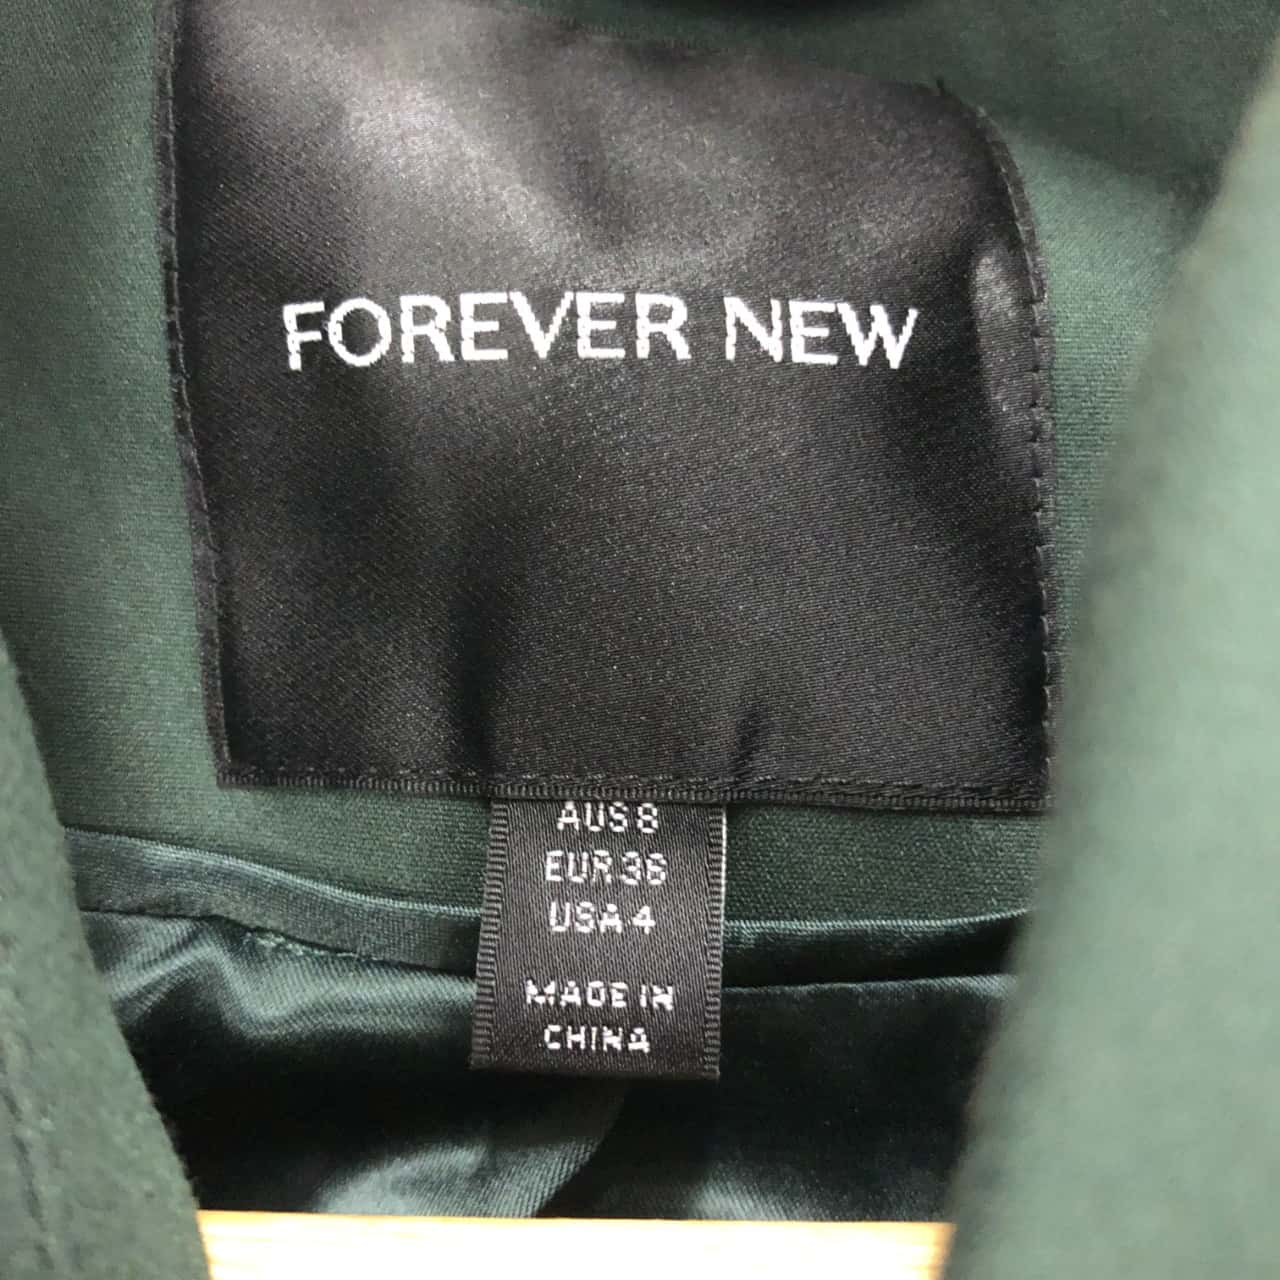 FOREVER NEW
AUS 8
EUR 36
USA 4
MADE IN
CHINA